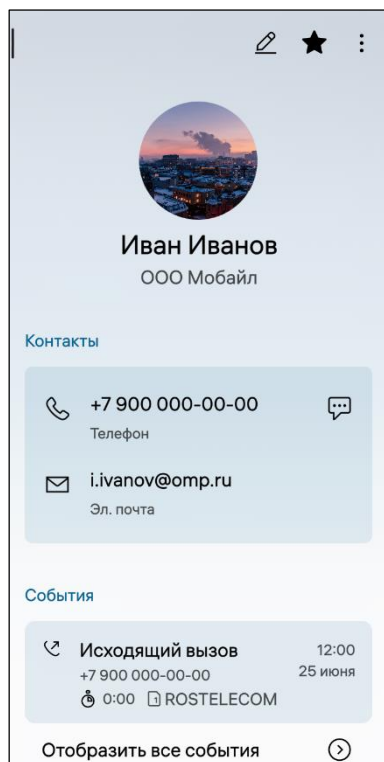 Иван Иванов
ООО Мобайл
Контакты
+7 900 000-00-00
Телефон
i.ivanov@omp.ru
Эл. почта
События
Исходящий вызов 12:00
+7 900 000-00-00 25 июня
0:00 1 ROSTELECOM
Отобразить все события